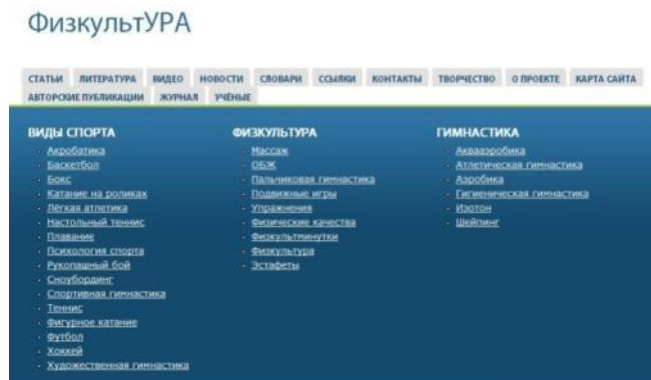 ФизкультУРА
СТАТЬИ ЛИТЕРАТУРА ВИДЕО НОВОСТИ СЛОВАРИ ССЫЛКИ КОНТАКТЫ ТВОРЧЕСТВО О ПРОЕКТЕ КАРТА САЙТА
АВТОРСКИЕ ПУБЛИКАЦИИ ЖУРНАЛ УЧЁНЫЕ
ВИДЫ СПОРТА
Акробатика
Баскетбол
Бокс
Катание на роликах
Лёгкая атлетика
Настольный теннис
Плавание
Психология спорта
Рукопашный бой
Сноубординг
Спортивная гимнастика
Теннис
Фигурное катание
Футбол
Хоккей
Художественная гимнастика
ФИЗКУЛЬТУРА
Массаж
ОБЖ
Пальчиковая гимнастика
Подвижные игры
Упражнения
Физические качества
Физкультминутки
Физкультура
Эстафеты
ГИМНАСТИКА
Аквааэробика
Атлетическая гимнастика
Аэробика
Гигиеническая гимнастика
Изотон
Шейпинг